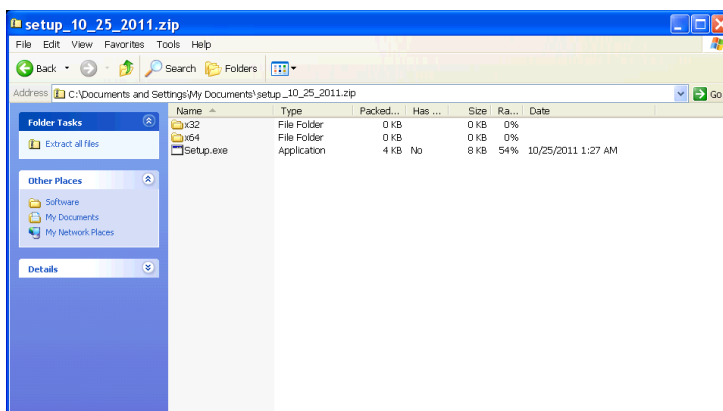 setup_10_25_2011.zip
File Edit View Favorites Tools Help
Back Search Folders
Address C:\Documents and Settings\My Documents\setup_10_25_2011.zip Go
Folder Tasks
Extract all files
Other Places
Software
My Documents
My Network Places
Details
Name Type Packed... Has ... Size Ra... Date
x32 File Folder 0 KB 0 KB 0%
x64 File Folder 0 KB 0 KB 0%
Setup.exe Application 4 KB No 8 KB 54% 10/25/2011 1:27 AM